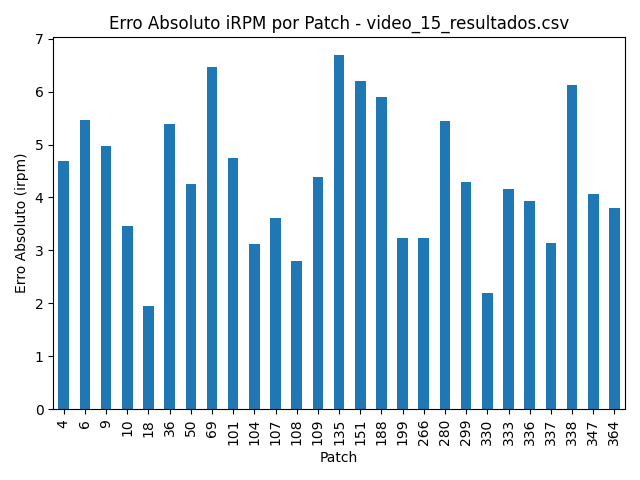 Erro Absoluto iRPM por Patch - video_15_resultados.csv
Erro Absoluto (irpm)
7
6
5
4
3
2
1
0
4 6 9 10 18 36 50 69 101 104 107 108 109 135 151 188 199 266 280 299 330 333 336 337 338 347 364
Patch